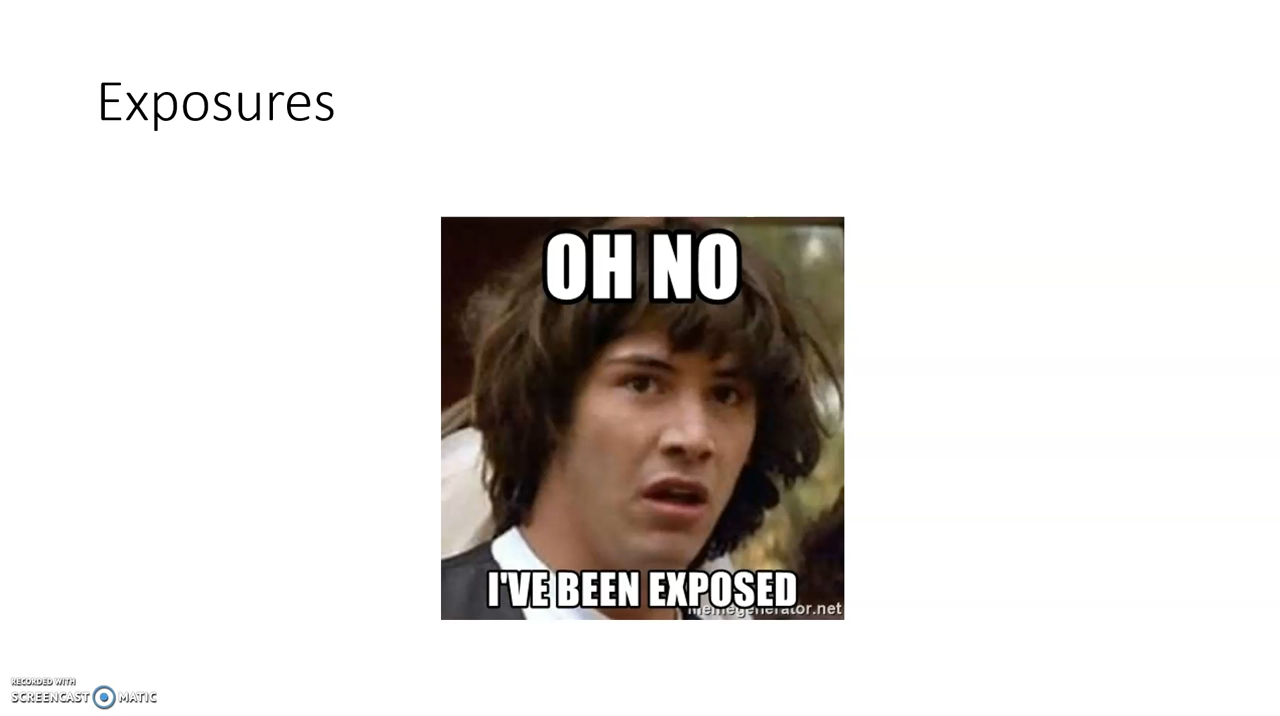 Exposures
OH NO
I'VE BEEN EXPOSED
memegenerator.net
RECORDED WITH
SCREENCAST MATIC